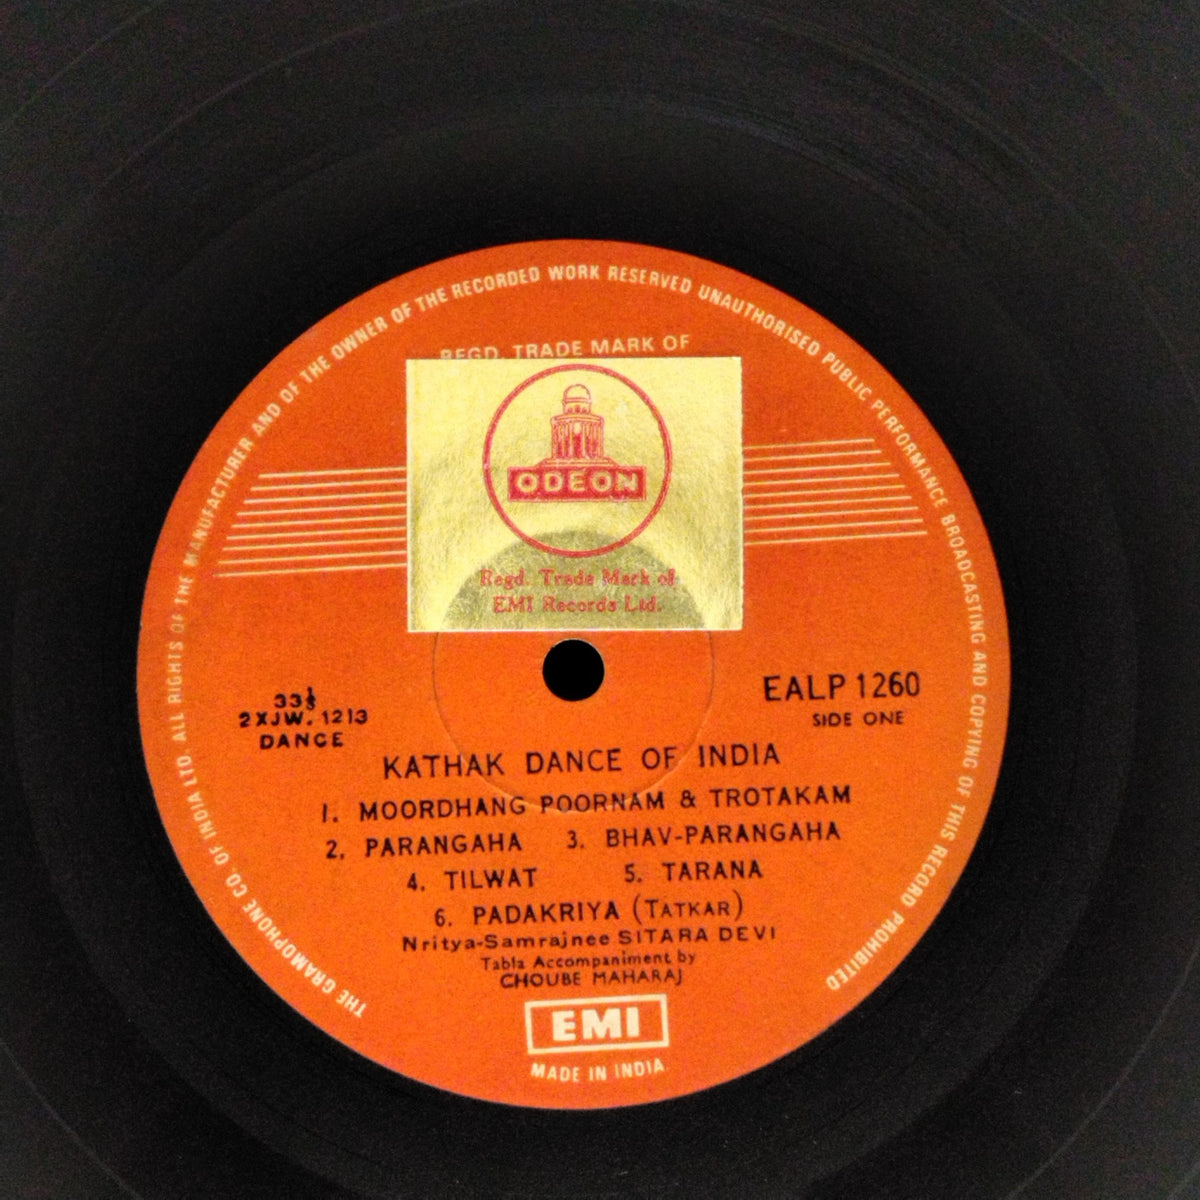 THE GRAMOPHONE CO. OF INDIA LTD. ALL RIGHTS OF THE MANUFACTURER AND OF THE OWNER OF THE RECORDED WORK RESERVED UNAUTHORISED PUBLIC PERFORMANCE BROADCASTING AND COPYING OF THIS RECORD PROHIBITED
REGD. TRADE MARK OF
ODEON
Regd. Trade Mark of
EMI Records Ltd.
33⅓
2XJW. 1213
DANCE
EALP 1260
SIDE ONE
KATHAK DANCE OF INDIA
1. MOORDHANG POORNAM & TROTAKAM
2. PARANGAHA 3. BHAV-PARANGAHA
4. TILWAT 5. TARANA
6. PADAKRIYA (TATKAR)
Nritya-Samrajnee SITARA DEVI
Tabla Accompaniment by
CHOUBE MAHARAJ
EMI
MADE IN INDIA